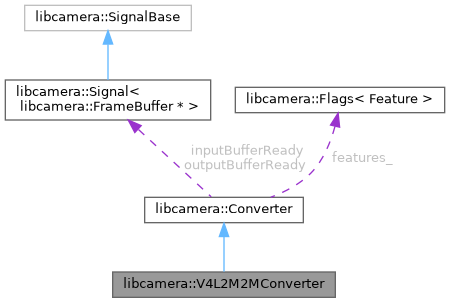 libcamera::SignalBase
libcamera::Signal<
libcamera::FrameBuffer * >
libcamera::Flags< Feature >
inputBufferReady
outputBufferReady
features_
libcamera::Converter
libcamera::V4L2M2MConverter